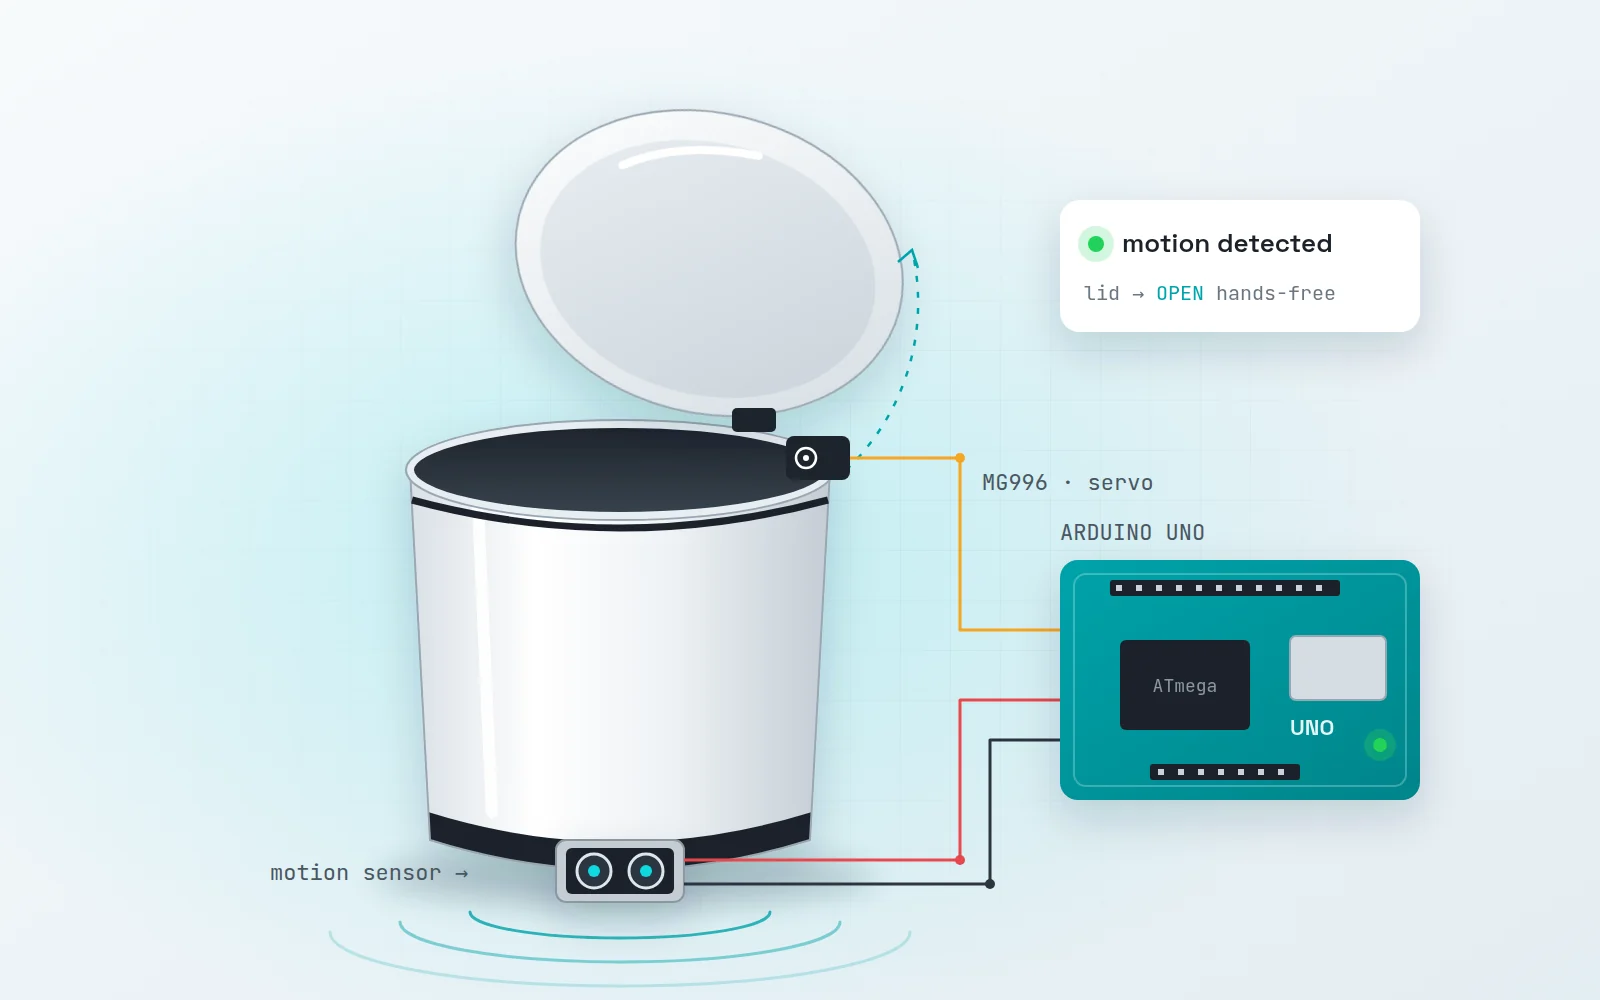 motion detected
lid → OPEN hands-free
MG996 · servo
ARDUINO UNO
ATmega
UNO
motion sensor →